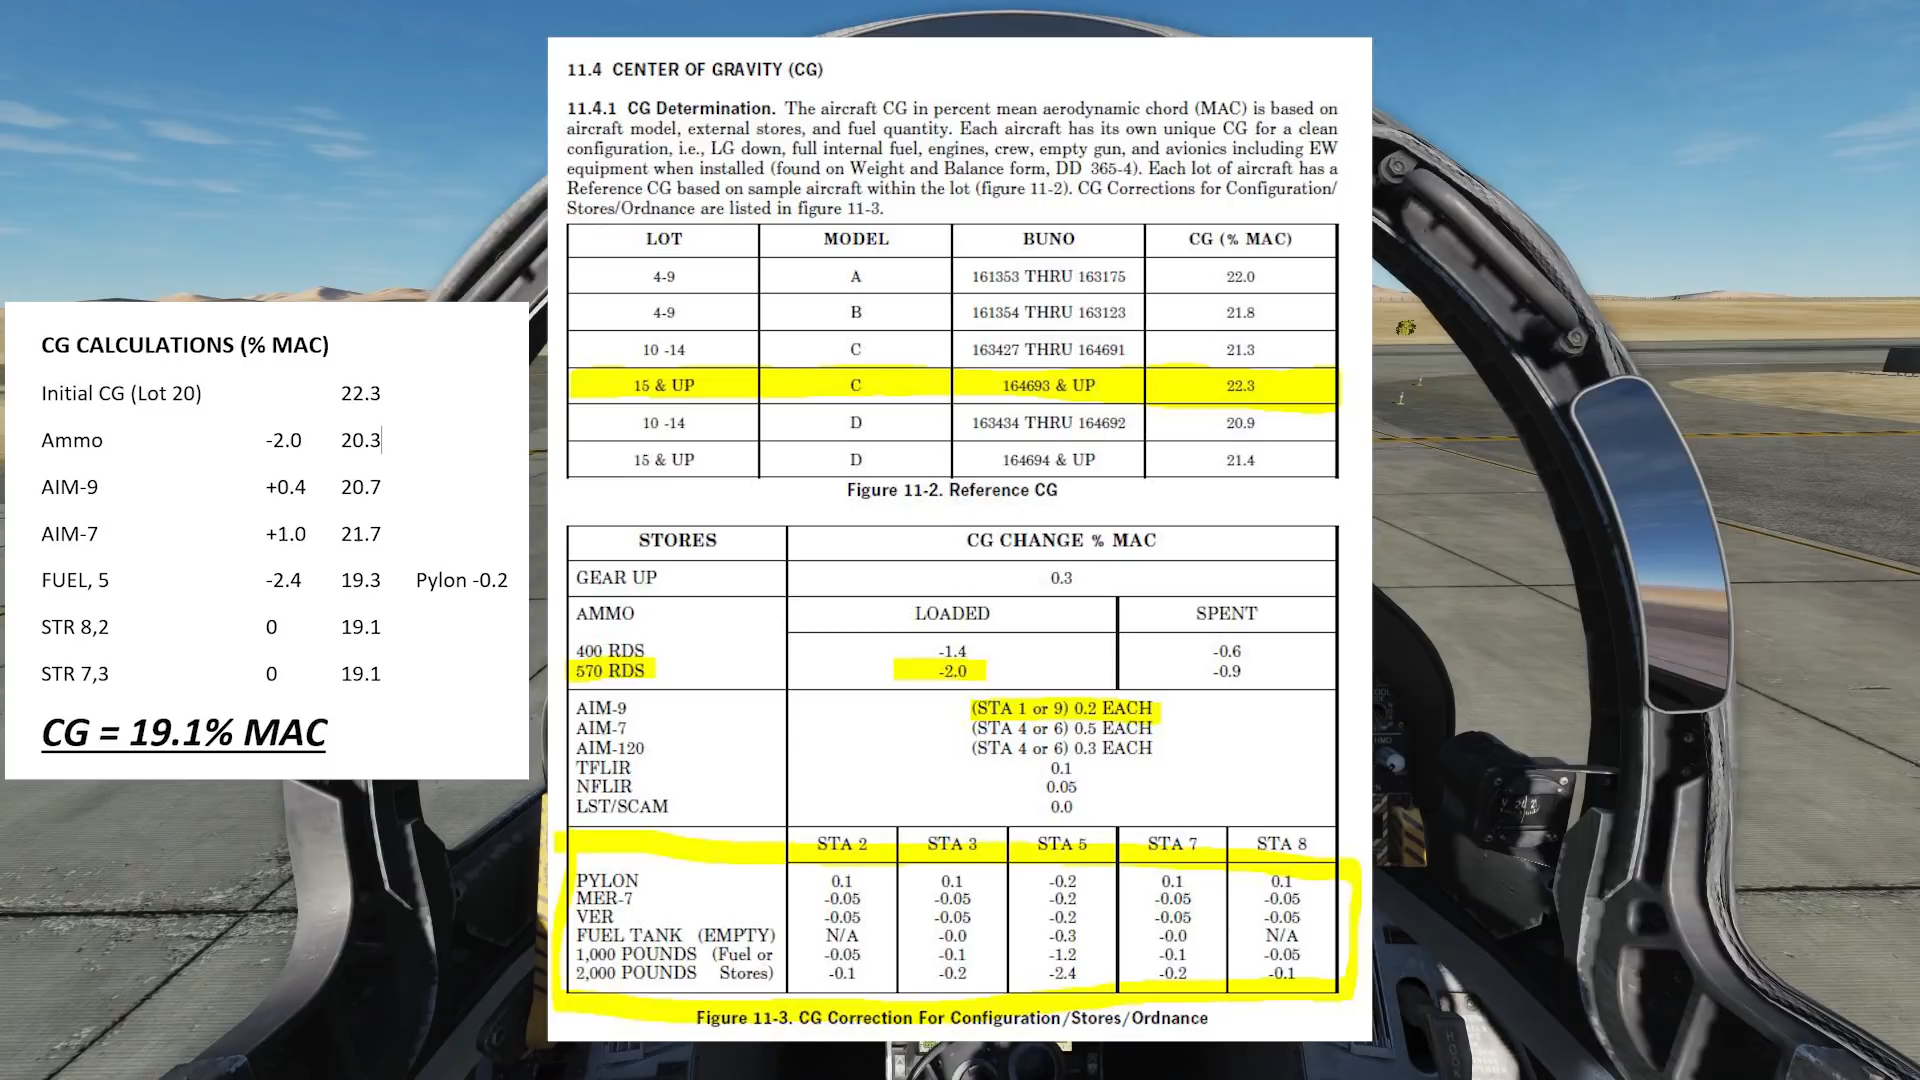 11.4 CENTER OF GRAVITY (CG)
11.4.1 CG Determination. The aircraft CG in percent mean aerodynamic chord (MAC) is based on
aircraft model, external stores, and fuel quantity. Each aircraft has its own unique CG for a clean
configuration, i.e., LG down, full internal fuel, engines, crew, empty gun, and avionics including EW
equipment when installed (found on Weight and Balance form, DD 365-4). Each lot of aircraft has a
Reference CG based on sample aircraft within the lot (figure 11-2). CG Corrections for Configuration/
Stores/Ordnance are listed in figure 11-3.
LOT MODEL BUNO CG (% MAC)
4-9 A 161353 THRU 163175 22.0
4-9 B 161354 THRU 163123 21.8
10 -14 C 163427 THRU 164691 21.3
15 & UP C 164693 & UP 22.3
10 -14 D 163434 THRU 164692 20.9
15 & UP D 164694 & UP 21.4
Figure 11-2. Reference CG
STORES CG CHANGE % MAC
GEAR UP 0.3
AMMO LOADED SPENT
400 RDS -1.4 -0.6
570 RDS -2.0 -0.9
AIM-9 (STA 1 or 9) 0.2 EACH
AIM-7 (STA 4 or 6) 0.5 EACH
AIM-120 (STA 4 or 6) 0.3 EACH
TFLIR 0.1
NFLIR 0.05
LST/SCAM 0.0
STA 2 STA 3 STA 5 STA 7 STA 8
PYLON 0.1 0.1 -0.2 0.1 0.1
MER-7 -0.05 -0.05 -0.2 -0.05 -0.05
VER -0.05 -0.05 -0.2 -0.05 -0.05
FUEL TANK (EMPTY) N/A -0.0 -0.3 -0.0 N/A
1,000 POUNDS (Fuel or -0.05 -0.1 -1.2 -0.1 -0.05
2,000 POUNDS Stores) -0.1 -0.2 -2.4 -0.2 -0.1
Figure 11-3. CG Correction For Configuration/Stores/Ordnance
CG CALCULATIONS (% MAC)
Initial CG (Lot 20) 22.3
Ammo -2.0 20.3
AIM-9 +0.4 20.7
AIM-7 +1.0 21.7
FUEL, 5 -2.4 19.3 Pylon -0.2
STR 8,2 0 19.1
STR 7,3 0 19.1
CG = 19.1% MAC